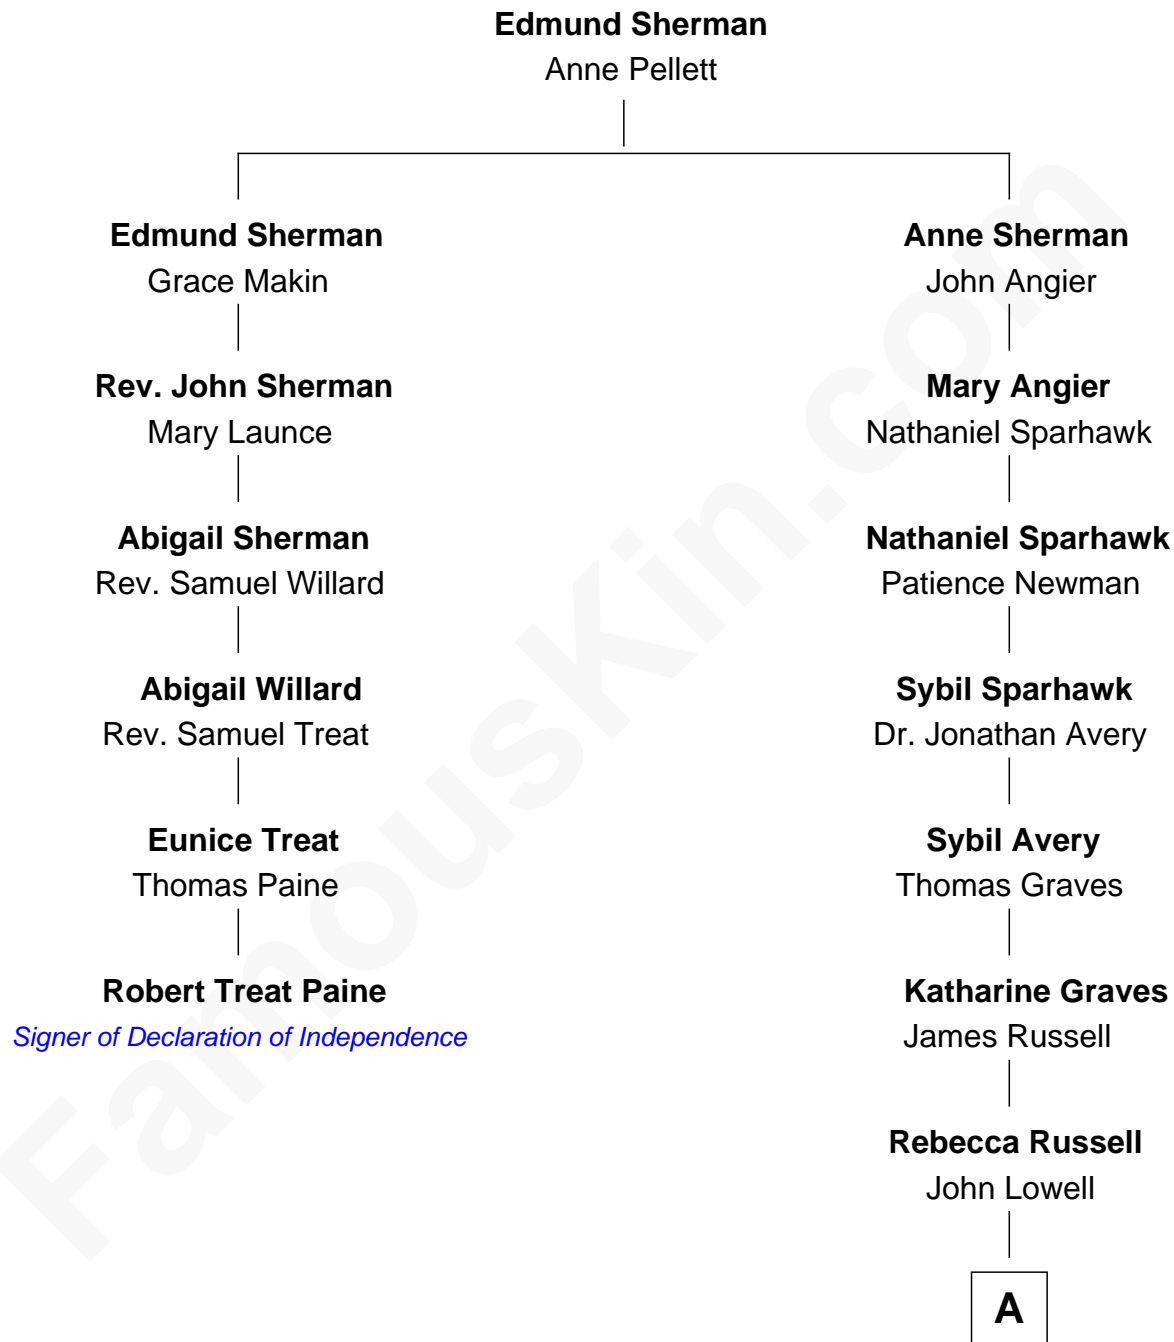 Edmund Sherman
Anne Pellett
Edmund Sherman
Grace Makin
Anne Sherman
John Angier
Rev. John Sherman
Mary Launce
Mary Angier
Nathaniel Sparhawk
Abigail Sherman
Rev. Samuel Willard
Nathaniel Sparhawk
Patience Newman
Abigail Willard
Rev. Samuel Treat
Sybil Sparhawk
Dr. Jonathan Avery
Eunice Treat
Thomas Paine
Sybil Avery
Thomas Graves
Robert Treat Paine
Signer of Declaration of Independence
Katharine Graves
James Russell
Rebecca Russell
John Lowell
A
FamousKin.com